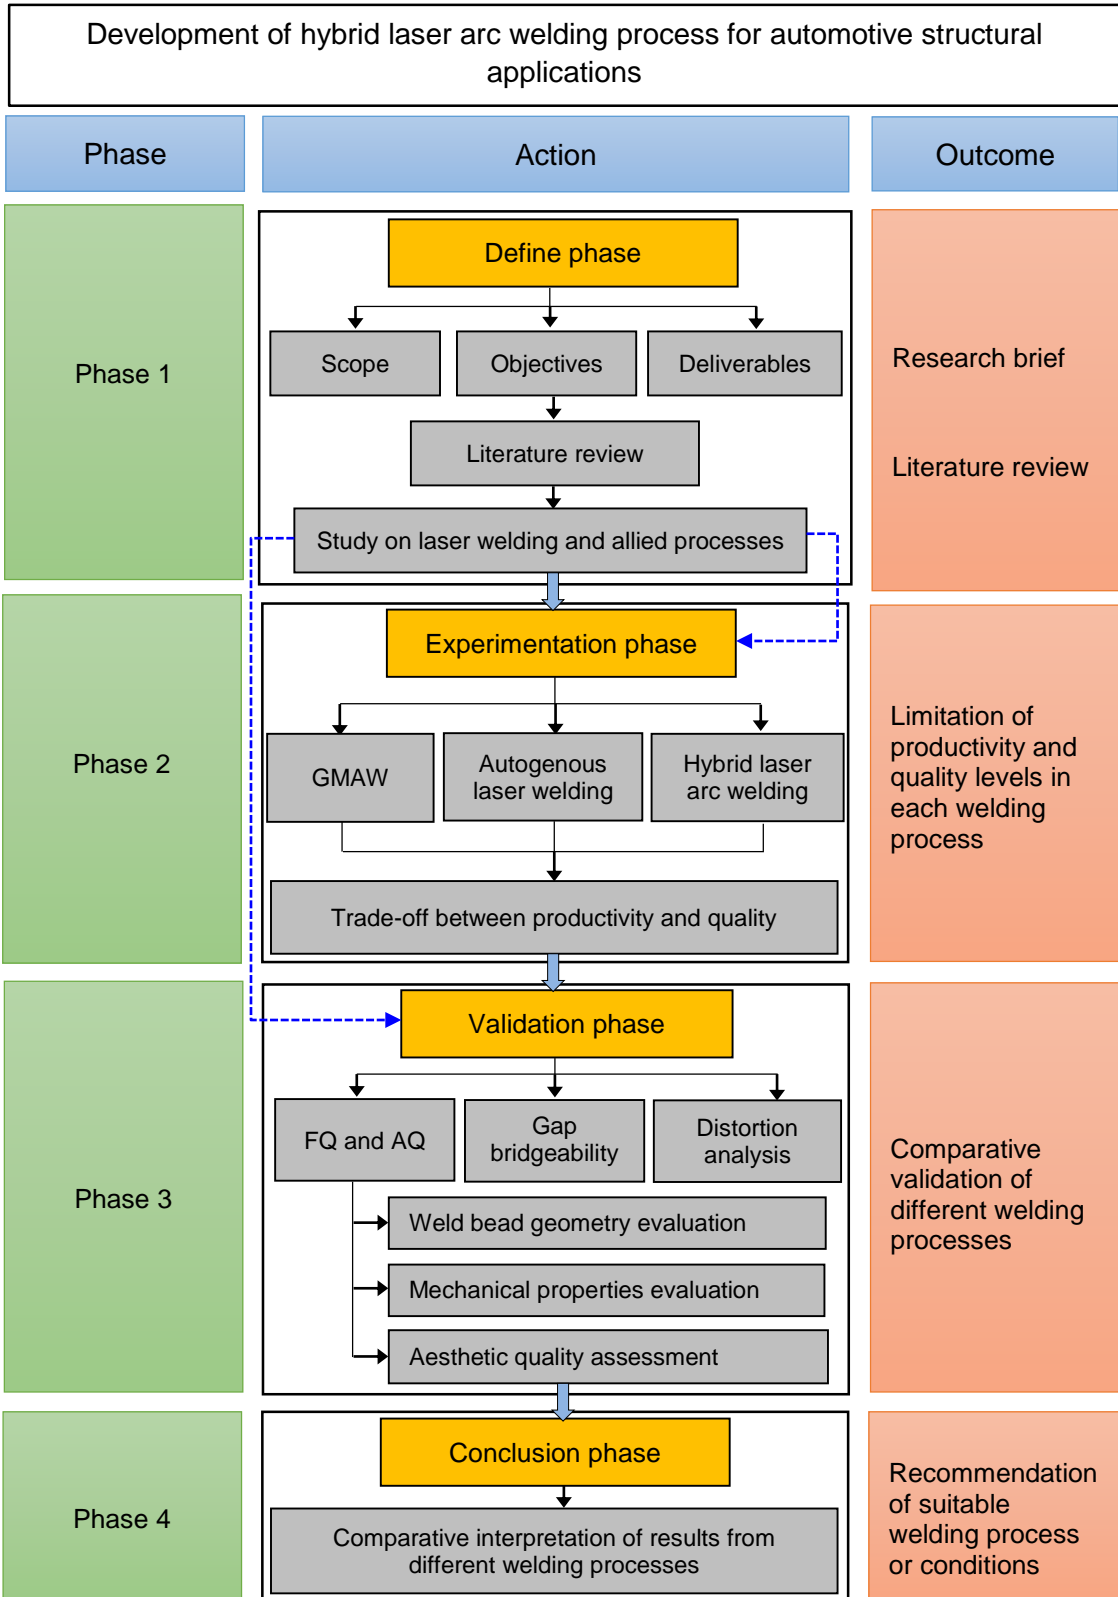 Development of hybrid laser arc welding process for automotive structural
applications
Phase
Action
Outcome
Phase 1
Define phase
Scope
Objectives
Deliverables
Literature review
Study on laser welding and allied processes
Research brief
Literature review
Phase 2
Experimentation phase
GMAW
Autogenous
laser welding
Hybrid laser
arc welding
Trade-off between productivity and quality
Limitation of
productivity and
quality levels in
each welding
process
Phase 3
Validation phase
FQ and AQ
Gap
bridgeability
Distortion
analysis
Weld bead geometry evaluation
Mechanical properties evaluation
Aesthetic quality assessment
Comparative
validation of
different welding
processes
Phase 4
Conclusion phase
Comparative interpretation of results from
different welding processes
Recommendation
of suitable
welding process
or conditions